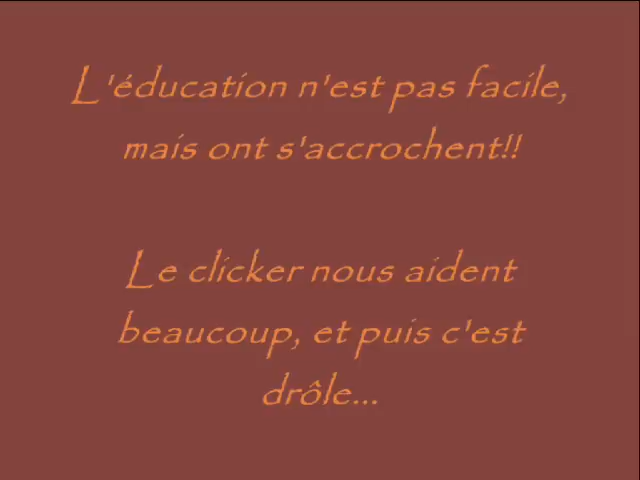 L'éducation n'est pas facile,
mais ont s'accrochent!!
Le clicker nous aident
beaucoup, et puis c'est
drôle...